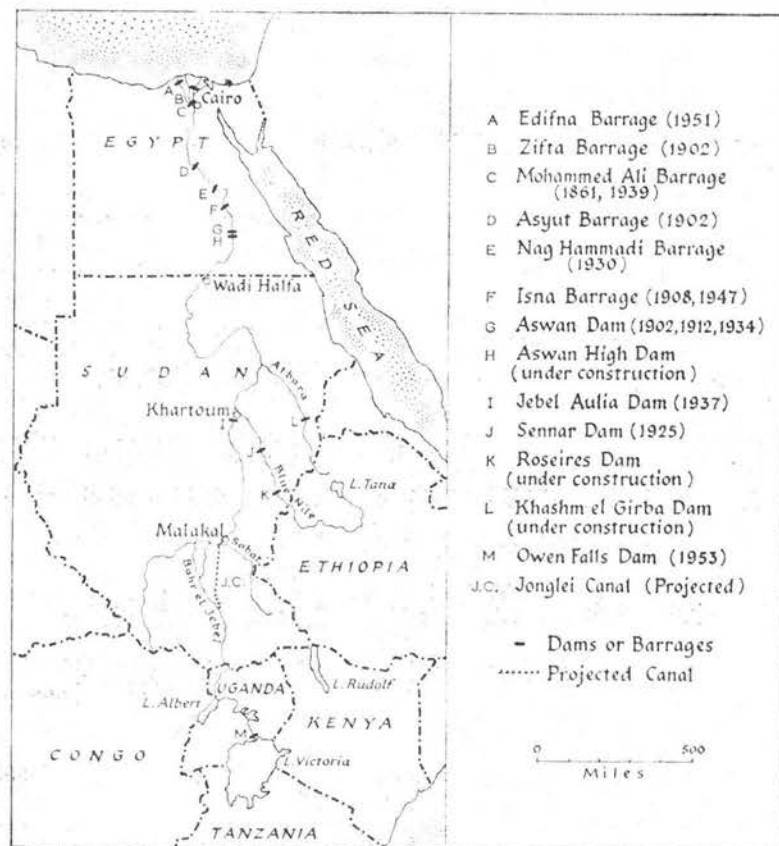 A
B
C
Cairo
EGYPT
D
E
F
G
H
RED SEA
Wadi Halfa
SUDAN
Atbara
Khartoum
I
L
J
Blue Nile
K
L. Tana
Malakal
Sobat
J.C.
Bahr el Jebel
ETHIOPIA
UGANDA
L. Rudolf
L. Albert
KENYA
CONGO
M
L. Victoria
TANZANIA
A Edifna Barrage (1951)
B Zifta Barrage (1902)
C Mohammed Ali Barrage
(1861, 1939)
D Asyut Barrage (1902)
E Nag Hammadi Barrage
(1930)
F Isna Barrage (1908, 1947)
G Aswan Dam (1902, 1912, 1934)
H Aswan High Dam
(under construction)
I Jebel Aulia Dam (1937)
J Sennar Dam (1925)
K Roseires Dam
(under construction)
L Khashm el Girba Dam
(under construction)
M Owen Falls Dam (1953)
J.C. Jonglei Canal (Projected)
Dams or Barrages
Projected Canal
0 500
Miles